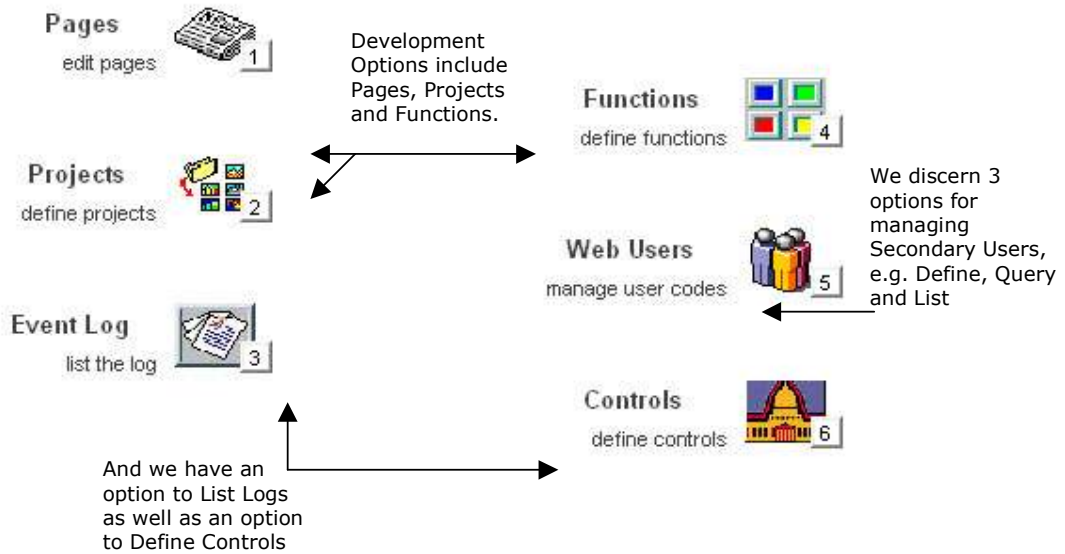 Pages
edit pages
1
Development
Options include
Pages, Projects
and Functions.
Functions
define functions
4
Projects
define projects
2
We discern 3
options for
managing
Secondary Users,
e.g. Define, Query
and List
Web Users
manage user codes
5
Event Log
list the log
3
Controls
define controls
6
And we have an
option to List Logs
as well as an option
to Define Controls